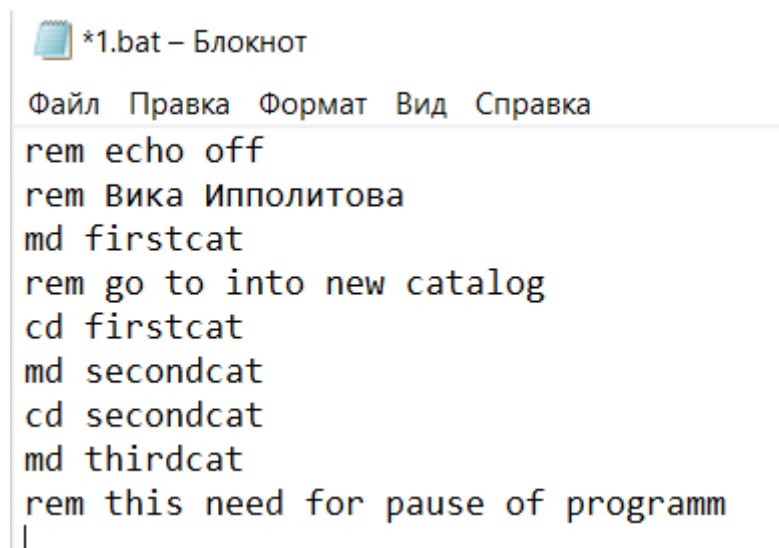 *1.bat – Блокнот
Файл Правка Формат Вид Справка
rem echo off
rem Вика Ипполитова
md firstcat
rem go to into new catalog
cd firstcat
md secondcat
cd secondcat
md thirdcat
rem this need for pause of programm